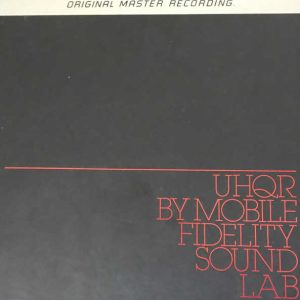 ORIGINAL MASTER RECORDING.
UHQR
BY MOBILE
FIDELITY
SOUND
LAB